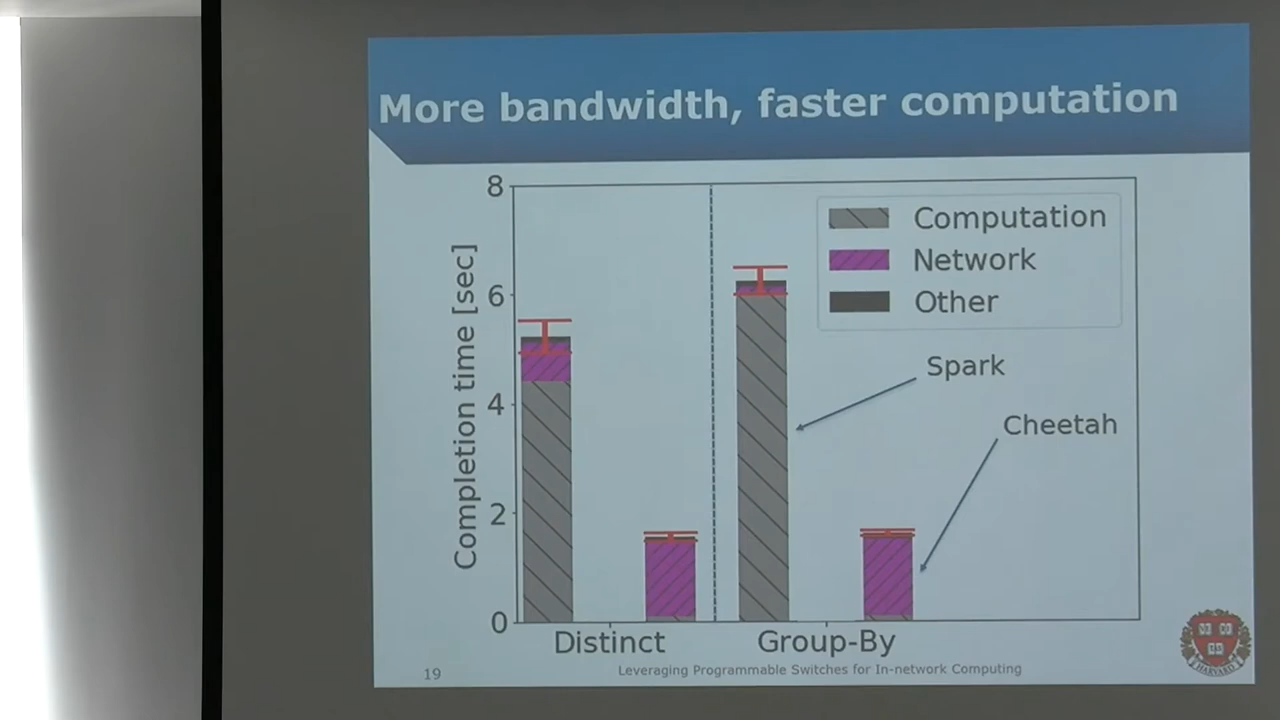 More bandwidth, faster computation
8
6
4
2
0
Completion time [sec]
Computation
Network
Other
Spark
Cheetah
Distinct
Group-By
19
Leveraging Programmable Switches for In-network Computing
HARVARD